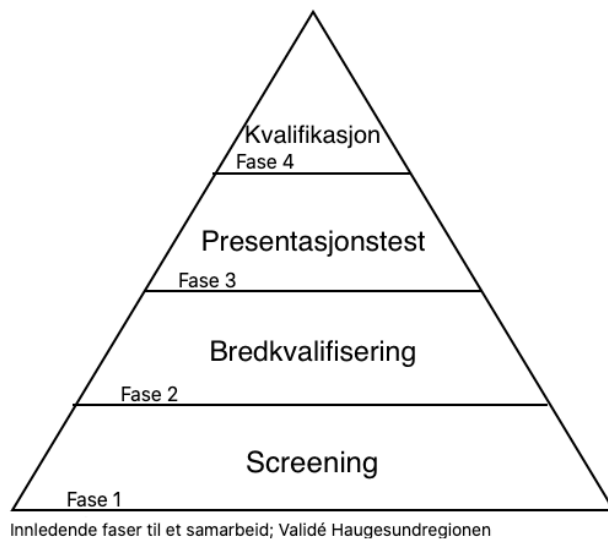 Kvalifikasjon
Fase 4
Presentasjonstest
Fase 3
Bredkvalifisering
Fase 2
Screening
Fase 1
Innledende faser til et samarbeid; Validé Haugesundregionen